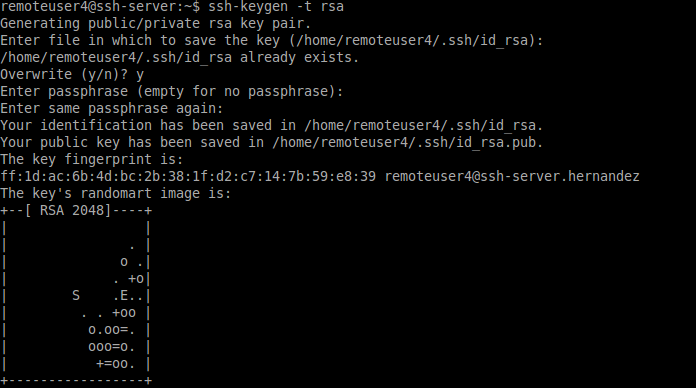 remoteuser4@ssh-server:~$ ssh-keygen -t rsa
Generating public/private rsa key pair.
Enter file in which to save the key (/home/remoteuser4/.ssh/id_rsa):
/home/remoteuser4/.ssh/id_rsa already exists.
Overwrite (y/n)? y
Enter passphrase (empty for no passphrase):
Enter same passphrase again:
Your identification has been saved in /home/remoteuser4/.ssh/id_rsa.
Your public key has been saved in /home/remoteuser4/.ssh/id_rsa.pub.
The key fingerprint is:
ff:1d:ac:6b:4d:bc:2b:38:1f:d2:c7:14:7b:59:e8:39 remoteuser4@ssh-server.hernandez
The key's randomart image is:
+--[ RSA 2048]----+
|                 |
|               . |
|              o .|
|             . +o|
|        S    .E..|
|         . . +oo |
|          o.oo=. |
|          ooo=o. |
|           +=oo. |
+-----------------+